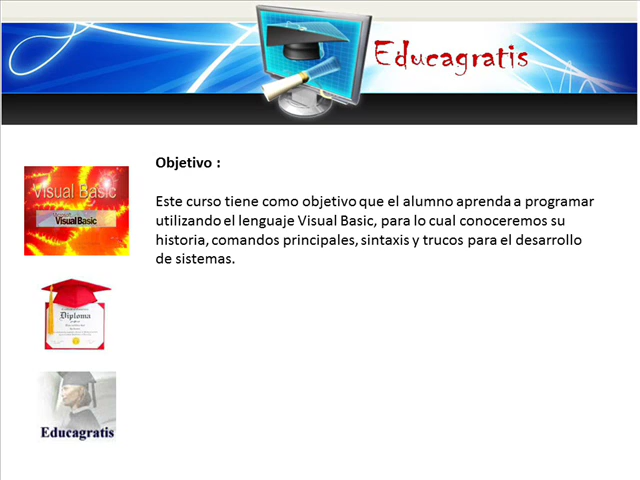 Educagratis
Objetivo :
Este curso tiene como objetivo que el alumno aprenda a programar
utilizando el lenguaje Visual Basic, para lo cual conoceremos su
historia, comandos principales, sintaxis y trucos para el desarrollo
de sistemas.
Visual Basic
Visual Basic
Diploma
Educagratis